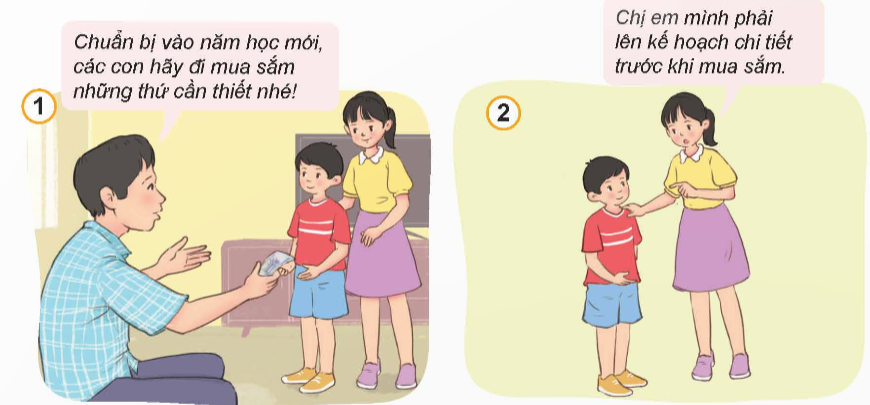 Chuẩn bị vào năm học mới,
các con hãy đi mua sắm
những thứ cần thiết nhé!
1
Chị em mình phải
lên kế hoạch chi tiết
trước khi mua sắm.
2